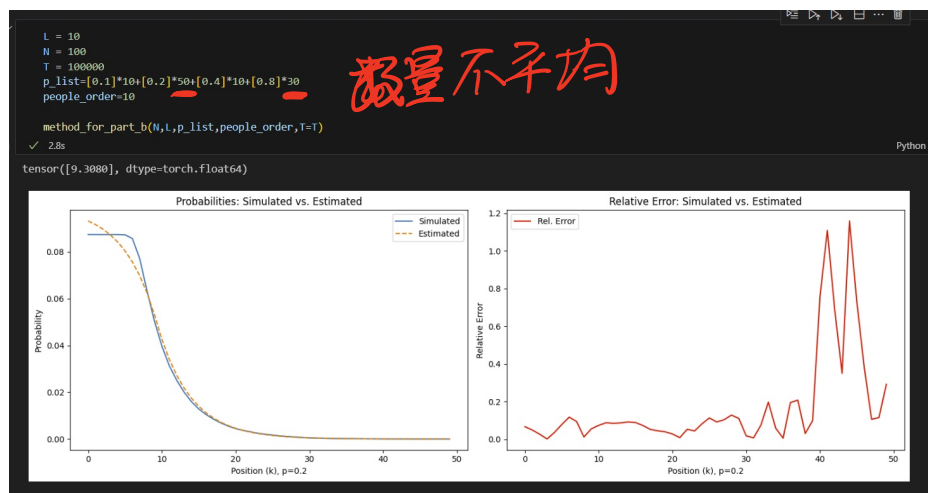 L = 10
N = 100
T = 100000
p_list=[0.1]*10+[0.2]*50+[0.4]*10+[0.8]*30
people_order=10
数量不平均
method_for_part_b(N,L,p_list,people_order,T=T)
✓ 2.8s
Python
tensor([9.3080], dtype=torch.float64)
Probabilities: Simulated vs. Estimated
Simulated
Estimated
Probability
0.08
0.06
0.04
0.02
0.00
0 10 20 30 40 50
Position (k), p=0.2
Relative Error: Simulated vs. Estimated
Rel. Error
Relative Error
1.2
1.0
0.8
0.6
0.4
0.2
0.0
0 10 20 30 40 50
Position (k), p=0.2